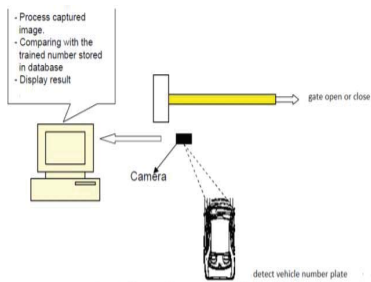 - Process captured
image.
- Comparing with the
trained number stored
in database
- Display result
gate open or close
Camera
detect vehicle number plate